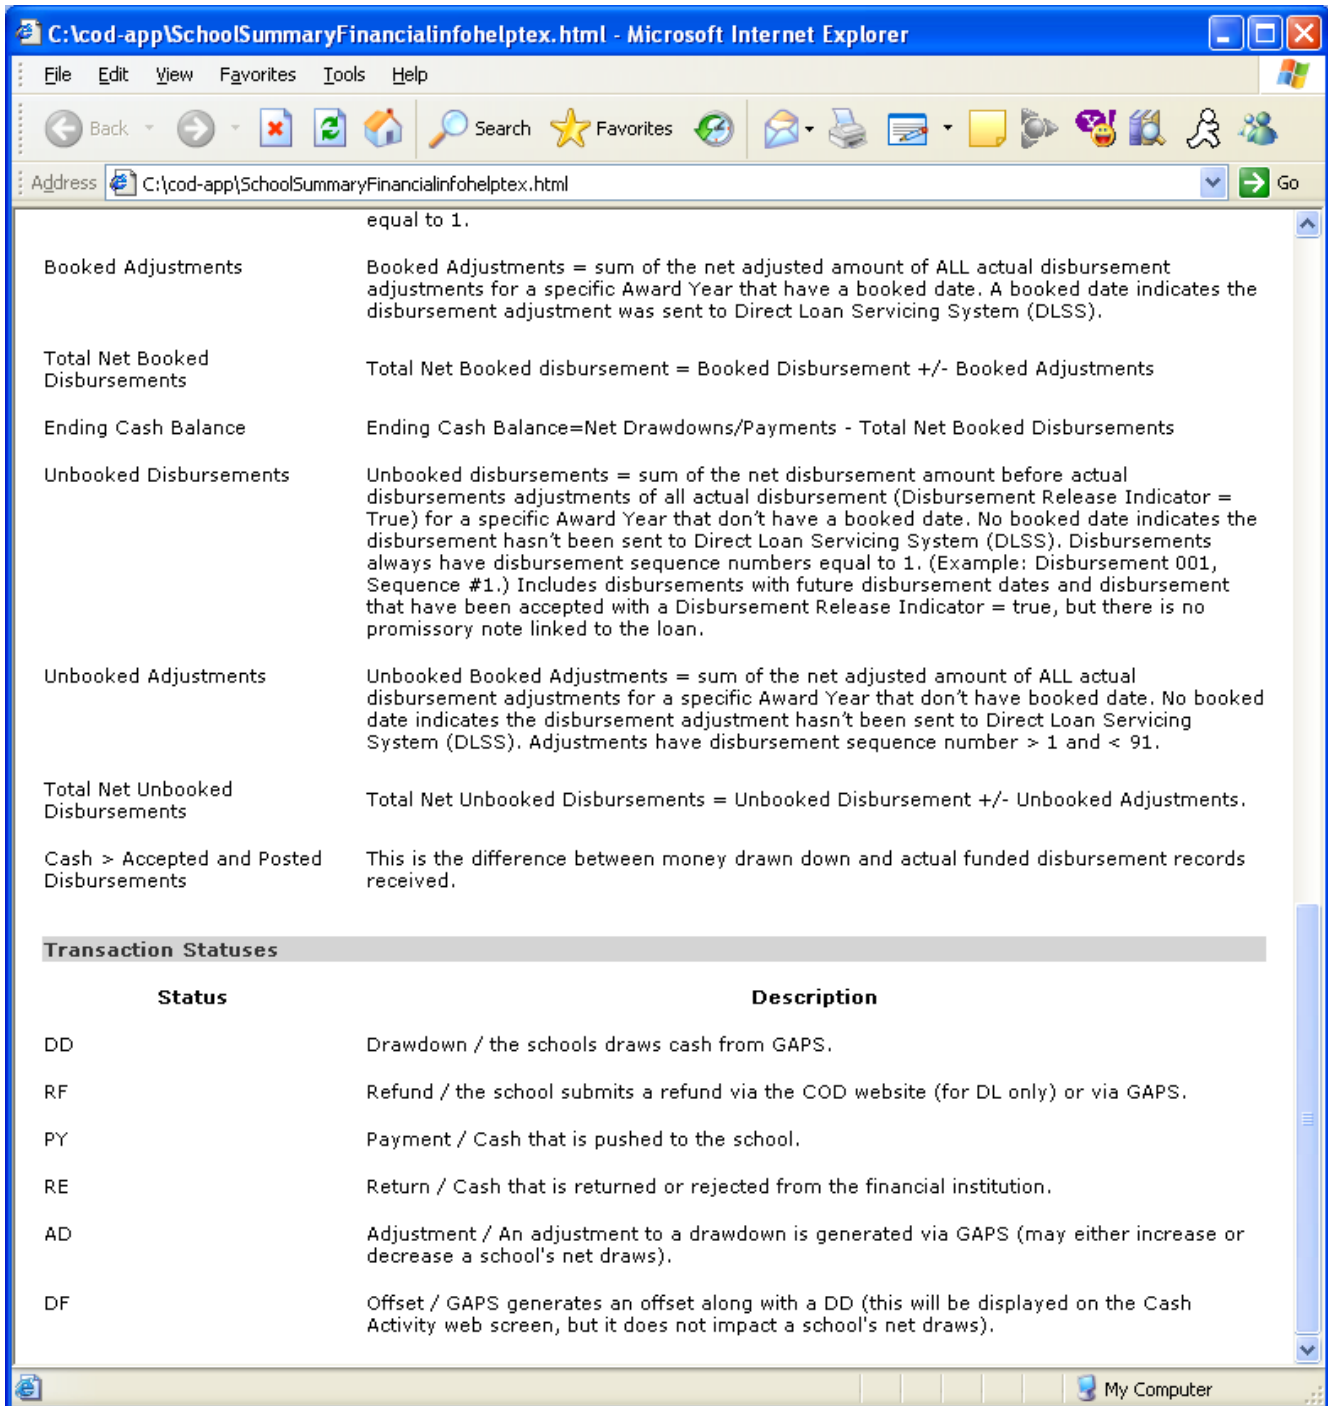 C:\cod-app\SchoolSummaryFinancialinfohelptex.html - Microsoft Internet Explorer
File Edit View Favorites Tools Help
Back Search Favorites
Address C:\cod-app\SchoolSummaryFinancialinfohelptex.html Go
equal to 1.
Booked Adjustments
Booked Adjustments = sum of the net adjusted amount of ALL actual disbursement
adjustments for a specific Award Year that have a booked date. A booked date indicates the
disbursement adjustment was sent to Direct Loan Servicing System (DLSS).
Total Net Booked
Disbursements
Total Net Booked disbursement = Booked Disbursement +/- Booked Adjustments
Ending Cash Balance
Ending Cash Balance=Net Drawdowns/Payments - Total Net Booked Disbursements
Unbooked Disbursements
Unbooked disbursements = sum of the net disbursement amount before actual
disbursements adjustments of all actual disbursement (Disbursement Release Indicator =
True) for a specific Award Year that don't have a booked date. No booked date indicates the
disbursement hasn't been sent to Direct Loan Servicing System (DLSS). Disbursements
always have disbursement sequence numbers equal to 1. (Example: Disbursement 001,
Sequence #1.) Includes disbursements with future disbursement dates and disbursement
that have been accepted with a Disbursement Release Indicator = true, but there is no
promissory note linked to the loan.
Unbooked Adjustments
Unbooked Booked Adjustments = sum of the net adjusted amount of ALL actual
disbursement adjustments for a specific Award Year that don't have booked date. No booked
date indicates the disbursement adjustment hasn't been sent to Direct Loan Servicing
System (DLSS). Adjustments have disbursement sequence number > 1 and < 91.
Total Net Unbooked
Disbursements
Total Net Unbooked Disbursements = Unbooked Disbursement +/- Unbooked Adjustments.
Cash > Accepted and Posted
Disbursements
This is the difference between money drawn down and actual funded disbursement records
received.
Transaction Statuses
Status Description
DD Drawdown / the schools draws cash from GAPS.
RF Refund / the school submits a refund via the COD website (for DL only) or via GAPS.
PY Payment / Cash that is pushed to the school.
RE Return / Cash that is returned or rejected from the financial institution.
AD Adjustment / An adjustment to a drawdown is generated via GAPS (may either increase or
decrease a school's net draws).
DF Offset / GAPS generates an offset along with a DD (this will be displayed on the Cash
Activity web screen, but it does not impact a school's net draws).
My Computer